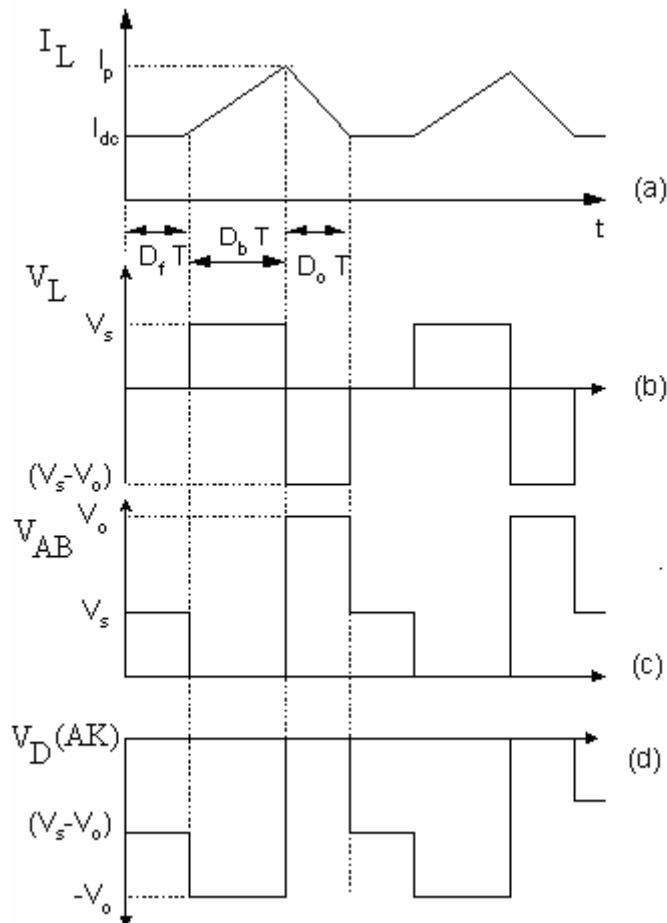 I_L
I_p
I_dc
(a)
t
D_f T
D_b T
D_o T
V_L
V_s
(b)
(V_s-V_o)
V_o
V_AB
V_s
(c)
V_D(AK)
(d)
(V_s-V_o)
-V_o